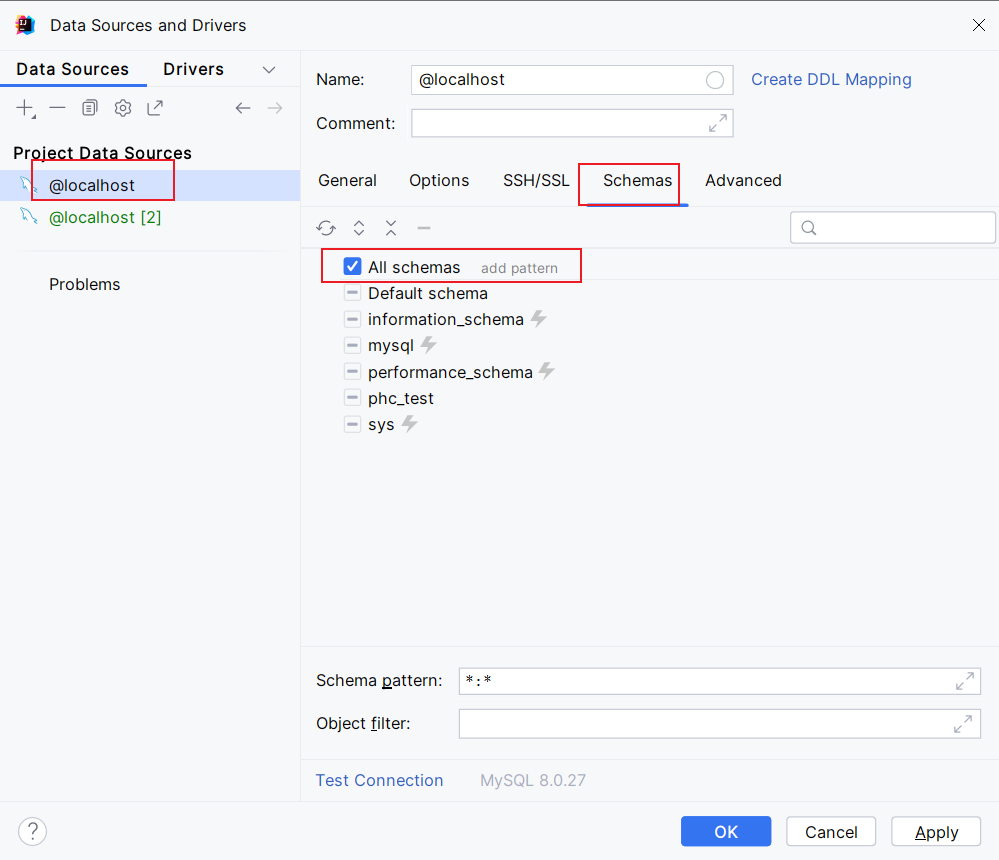 Data Sources and Drivers
Data Sources Drivers
Project Data Sources
@localhost
@localhost [2]
Problems
Name: @localhost Create DDL Mapping
Comment:
General Options SSH/SSL Schemas Advanced
All schemas add pattern
Default schema
information_schema
mysql
performance_schema
phc_test
sys
Schema pattern: *:*
Object filter:
Test Connection MySQL 8.0.27
? OK Cancel Apply